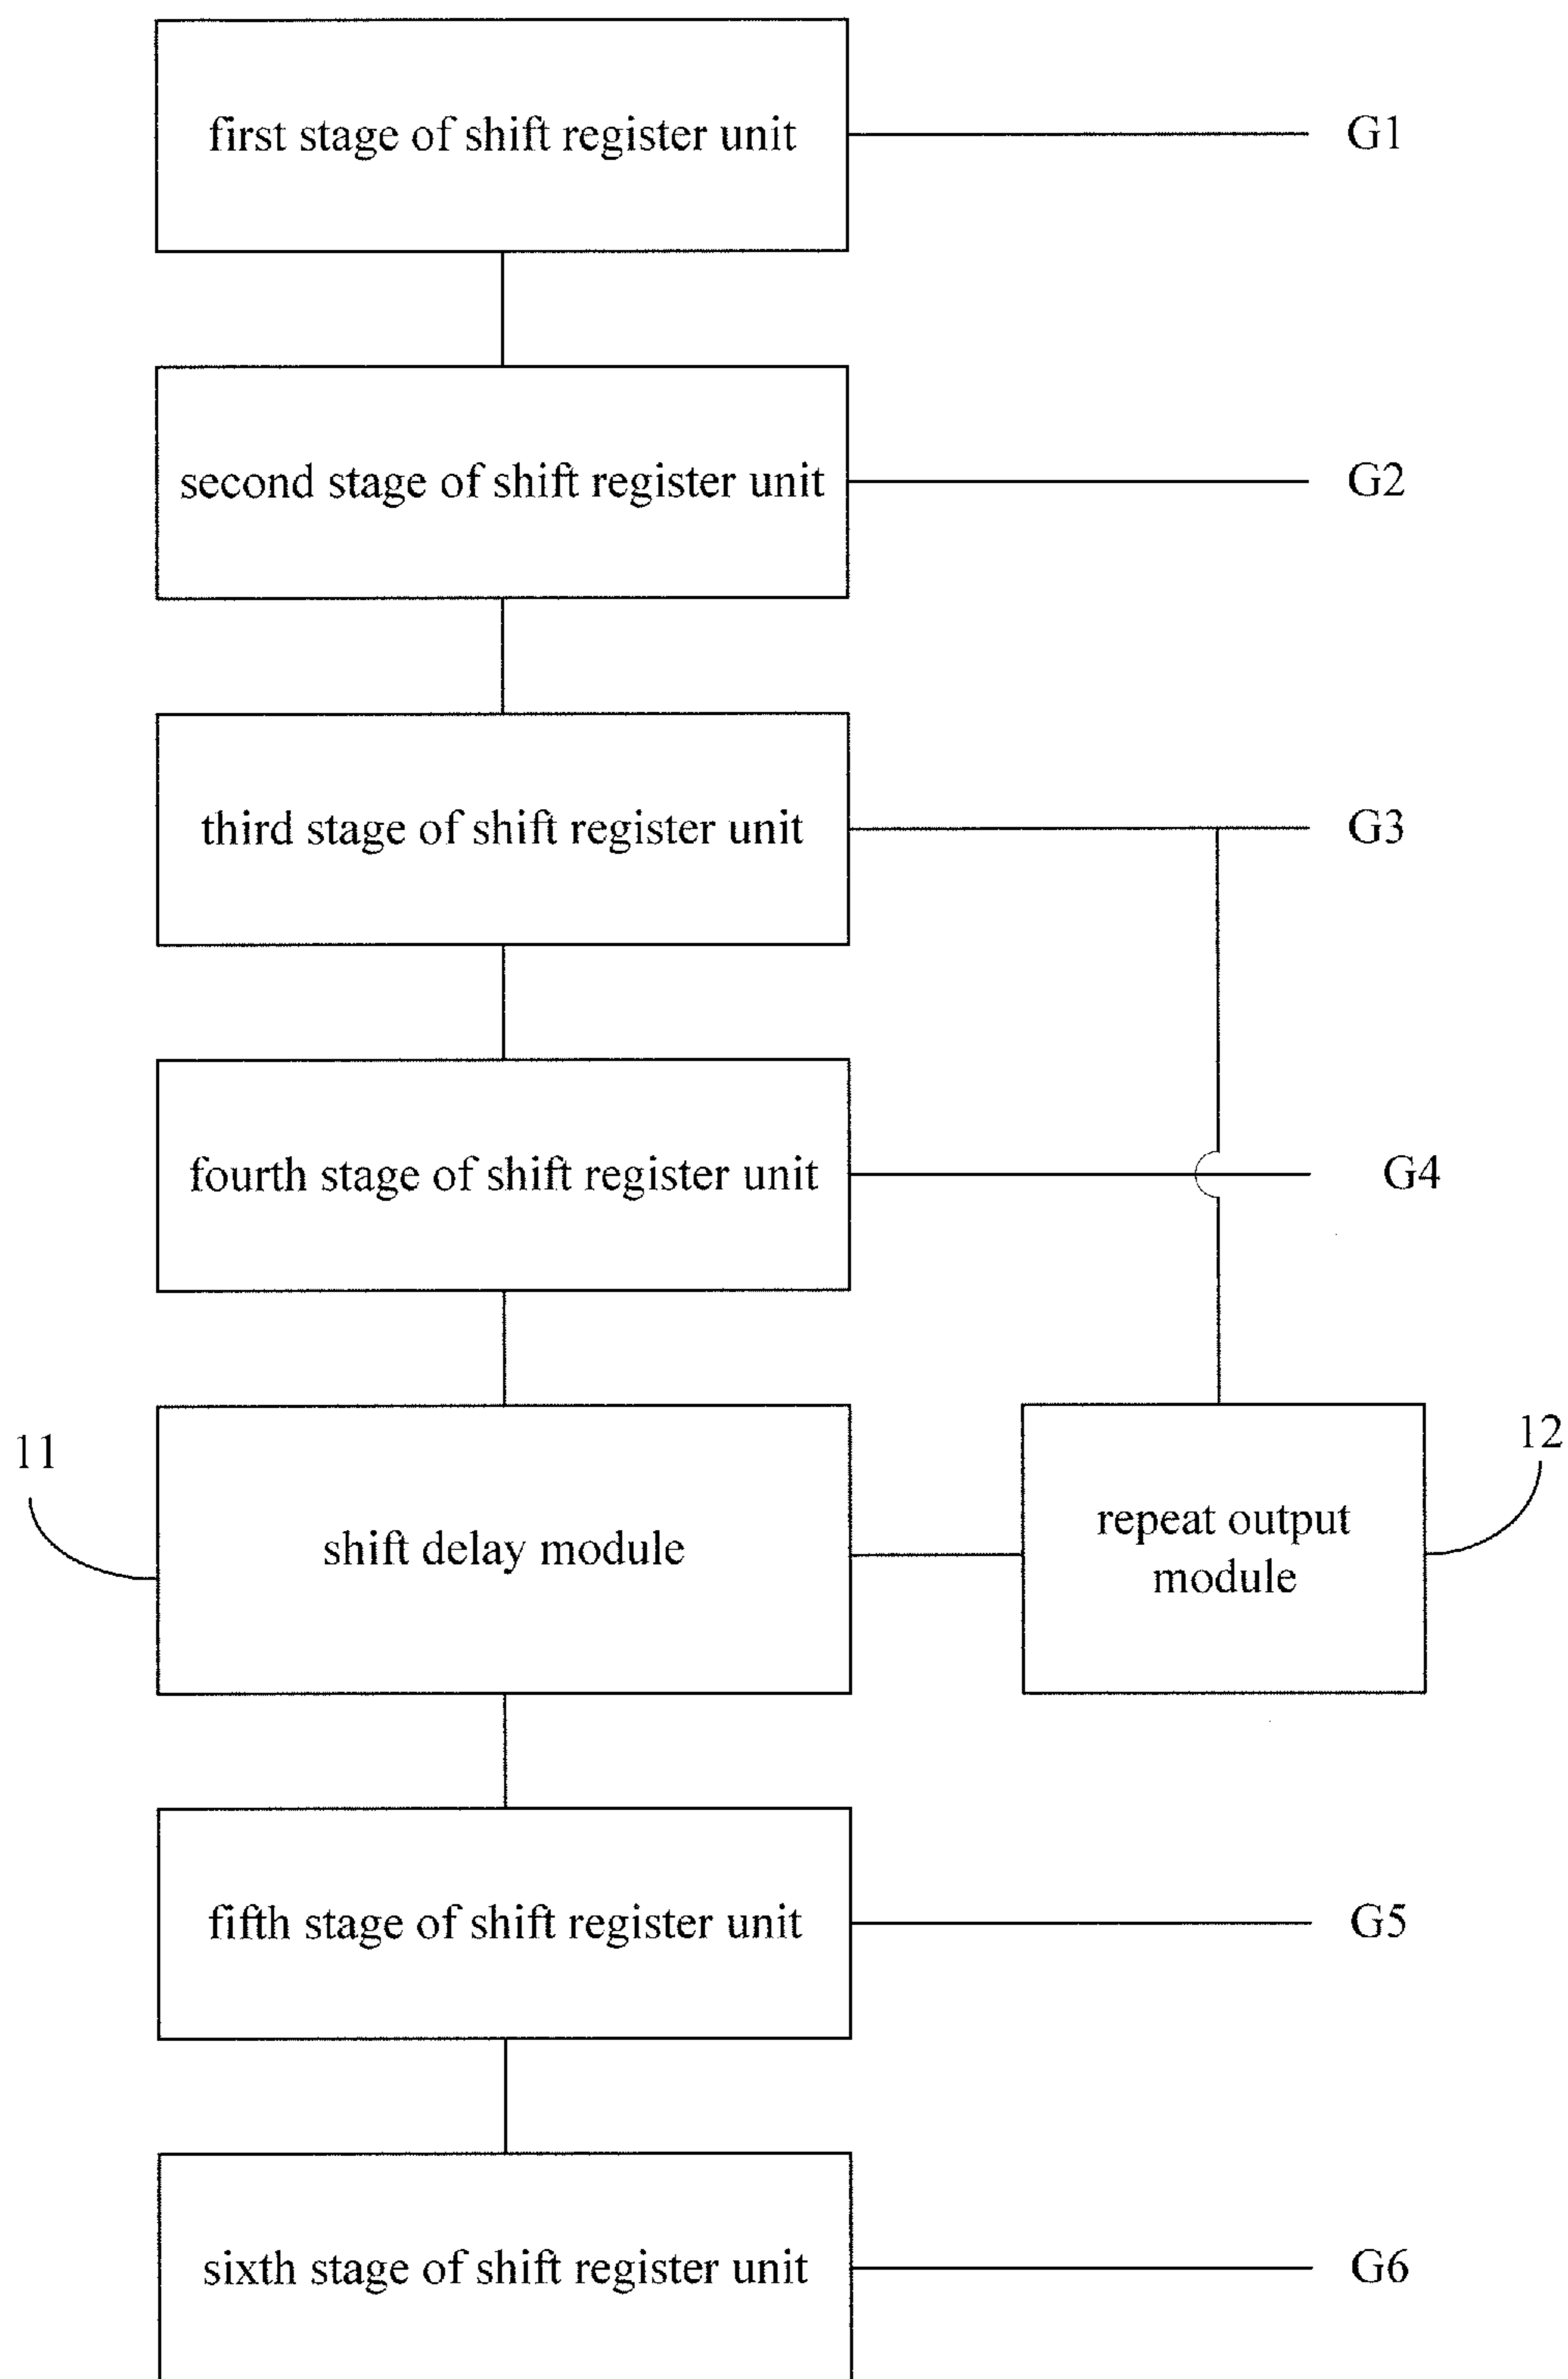 first stage of shift register unit
G1
second stage of shift register unit
G2
third stage of shift register unit
G3
fourth stage of shift register unit
G4
11
shift delay module
repeat output
module
12
fifth stage of shift register unit
G5
sixth stage of shift register unit
G6